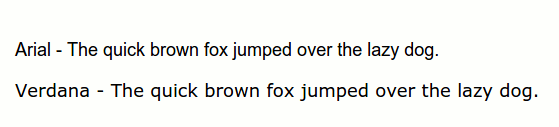 Arial - The quick brown fox jumped over the lazy dog.
Verdana - The quick brown fox jumped over the lazy dog.